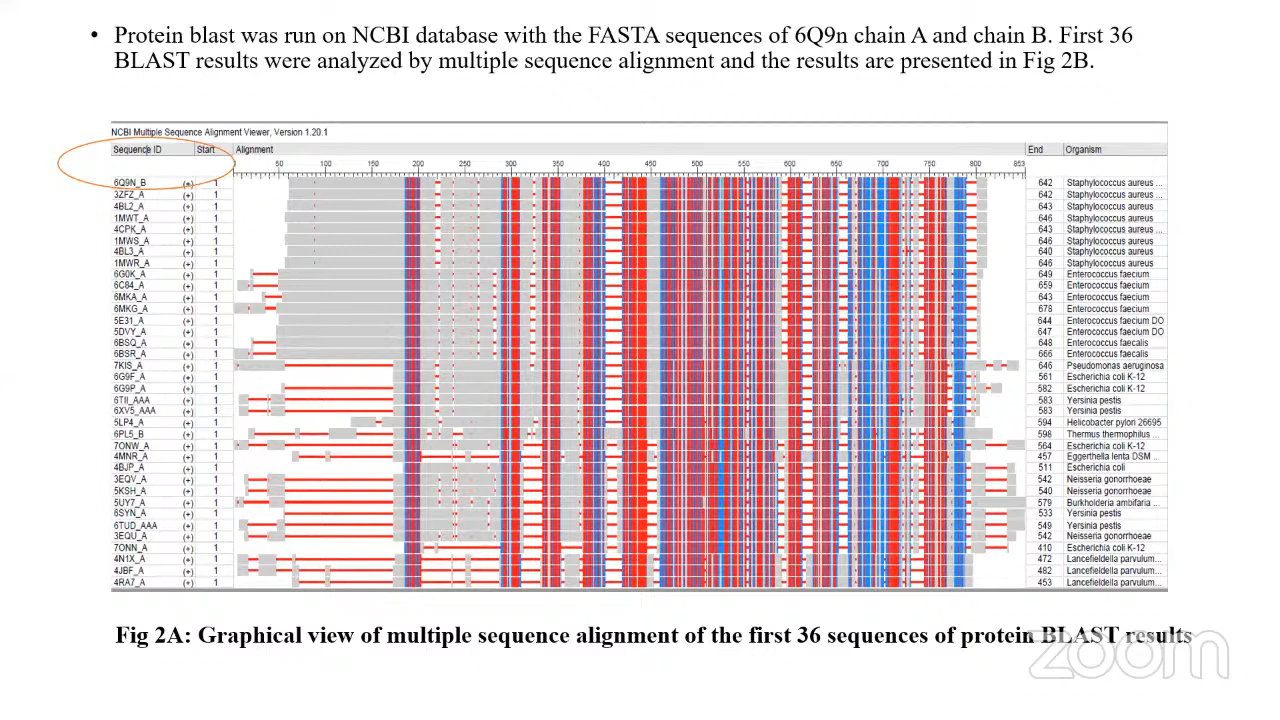 • Protein blast was run on NCBI database with the FASTA sequences of 6Q9n chain A and chain B. First 36
BLAST results were analyzed by multiple sequence alignment and the results are presented in Fig 2B.
NCBI Multiple Sequence Alignment Viewer, Version 1.20.1
Sequence ID Start Alignment End Organism
50 100 150 200 250 300 350 400 450 500 550 600 650 700 750 800 853
6Q9N_B (+) 1 642 Staphylococcus aureus ...
3ZFZ_A (+) 1 642 Staphylococcus aureus ...
4BL2_A (+) 1 643 Staphylococcus aureus
1MWT_A (+) 1 646 Staphylococcus aureus
4CPK_A (+) 1 643 Staphylococcus aureus ...
1MWS_A (+) 1 646 Staphylococcus aureus
4BL3_A (+) 1 640 Staphylococcus aureus
1MWR_A (+) 1 646 Staphylococcus aureus
6G0K_A (+) 1 649 Enterococcus faecium
6C84_A (+) 1 659 Enterococcus faecium
6MKA_A (+) 1 643 Enterococcus faecium
6MKG_A (+) 1 678 Enterococcus faecium
5E31_A (+) 1 644 Enterococcus faecium DO
5DVY_A (+) 1 647 Enterococcus faecium DO
6BSQ_A (+) 1 648 Enterococcus faecalis
6BSR_A (+) 1 666 Enterococcus faecalis
7KIS_A (+) 1 646 Pseudomonas aeruginosa
6G9F_A (+) 1 561 Escherichia coli K-12
6G9P_A (+) 1 582 Escherichia coli K-12
6TII_AAA (+) 1 583 Yersinia pestis
6XV5_AAA (+) 1 583 Yersinia pestis
5LP4_A (+) 1 594 Helicobacter pylori 26695
6PL5_B (+) 1 598 Thermus thermophilus ...
7ONW_A (+) 1 564 Escherichia coli K-12
4MNR_A (+) 1 457 Eggerthella lenta DSM ...
4BJP_A (+) 1 511 Escherichia coli
3EQV_A (+) 1 542 Neisseria gonorrhoeae
5KSH_A (+) 1 540 Neisseria gonorrhoeae
5UY7_A (+) 1 579 Burkholderia ambifaria ...
6SYN_A (+) 1 533 Yersinia pestis
6TUD_AAA (+) 1 549 Yersinia pestis
3EQU_A (+) 1 542 Neisseria gonorrhoeae
7ONN_A (+) 1 410 Escherichia coli K-12
4N1X_A (+) 1 472 Lancefieldella parvulum...
4JBF_A (+) 1 482 Lancefieldella parvulum...
4RA7_A (+) 1 453 Lancefieldella parvulum...
Fig 2A: Graphical view of multiple sequence alignment of the first 36 sequences of protein BLAST results
zoom